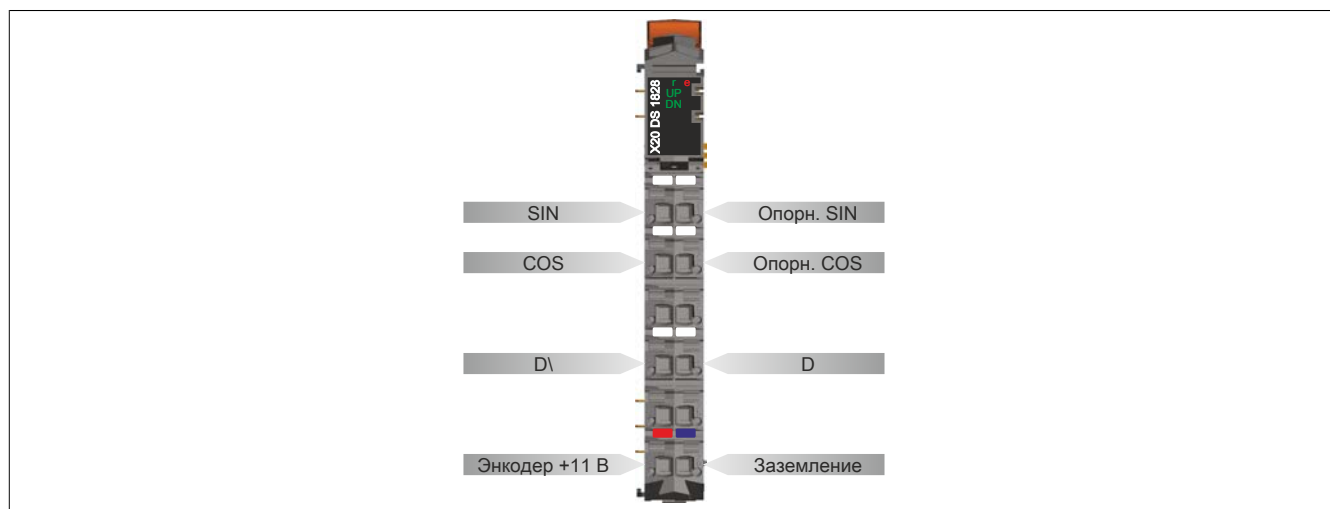 X20 DS 1828
r e
UP
DN
SIN
Опорн. SIN
COS
Опорн. COS
D\
D
Энкодер +11 В
Заземление